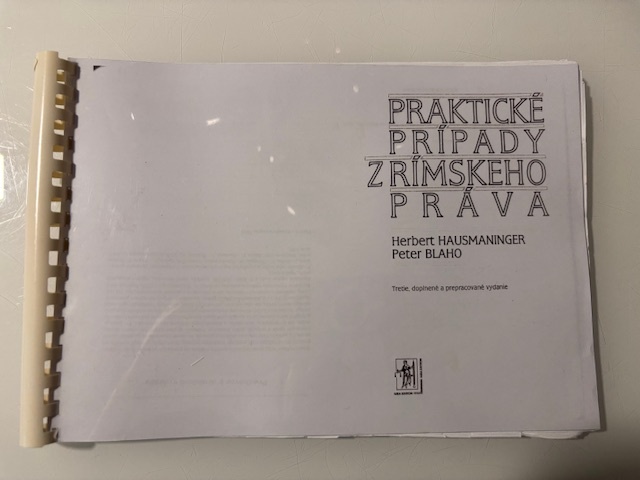 PRAKTICKÉ
PRÍPADY
Z RÍMSKEHO
PRÁVA
Herbert HAUSMANINGER
Peter BLAHO
Tretie, doplnené a prepracované vydanie